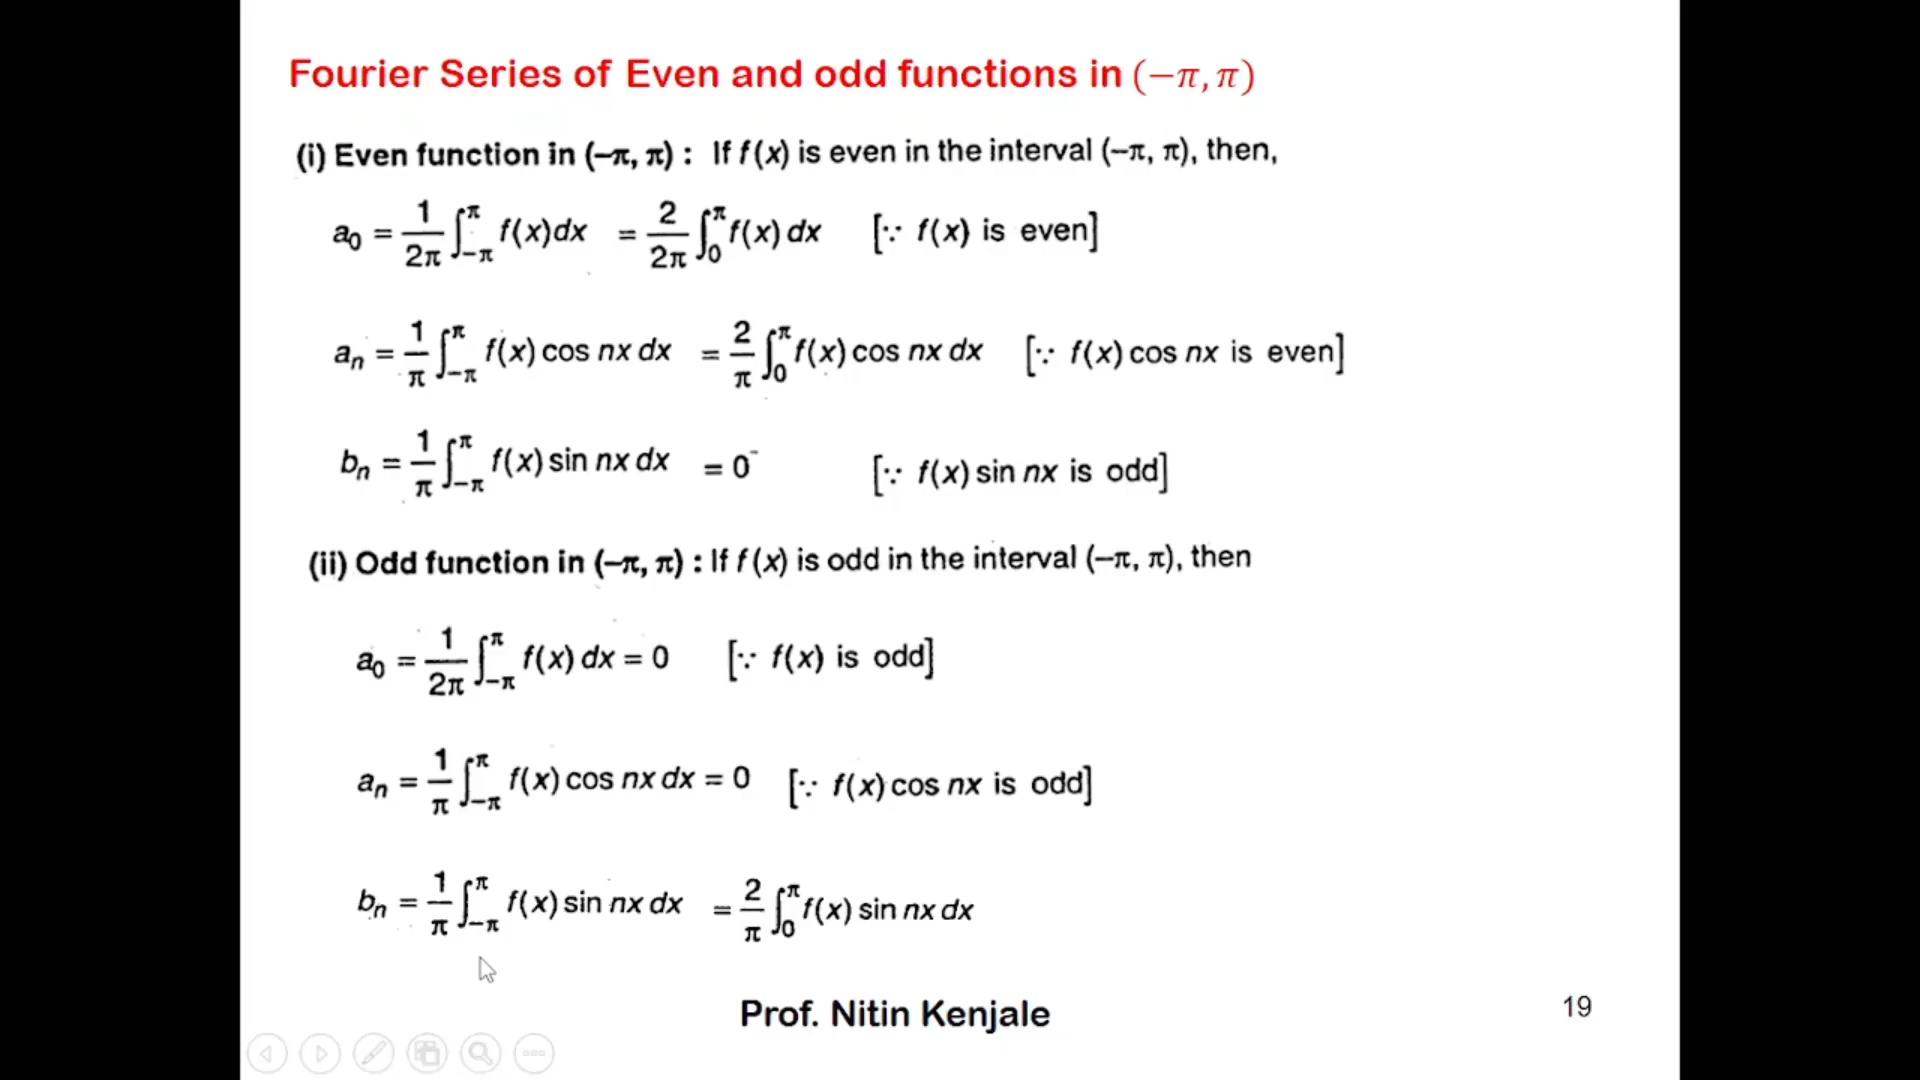 Fourier Series of Even and odd functions in (−π, π)
(i) Even function in (–π, π) : If f (x) is even in the interval (–π, π), then,
a₀ = 1/2π ∫₋π^π f(x)dx = 2/2π ∫₀^π f(x) dx [∵ f(x) is even]
aₙ = 1/π ∫₋π^π f(x) cos nx dx = 2/π ∫₀^π f(x) cos nx dx [∵ f(x) cos nx is even]
bₙ = 1/π ∫₋π^π f(x) sin nx dx = 0 [∵ f(x) sin nx is odd]
(ii) Odd function in (–π, π) : If f (x) is odd in the interval (–π, π), then
a₀ = 1/2π ∫₋π^π f(x) dx = 0 [∵ f(x) is odd]
aₙ = 1/π ∫₋π^π f(x) cos nx dx = 0 [∵ f(x) cos nx is odd]
bₙ = 1/π ∫₋π^π f(x) sin nx dx = 2/π ∫₀^π f(x) sin nx dx
Prof. Nitin Kenjale
19